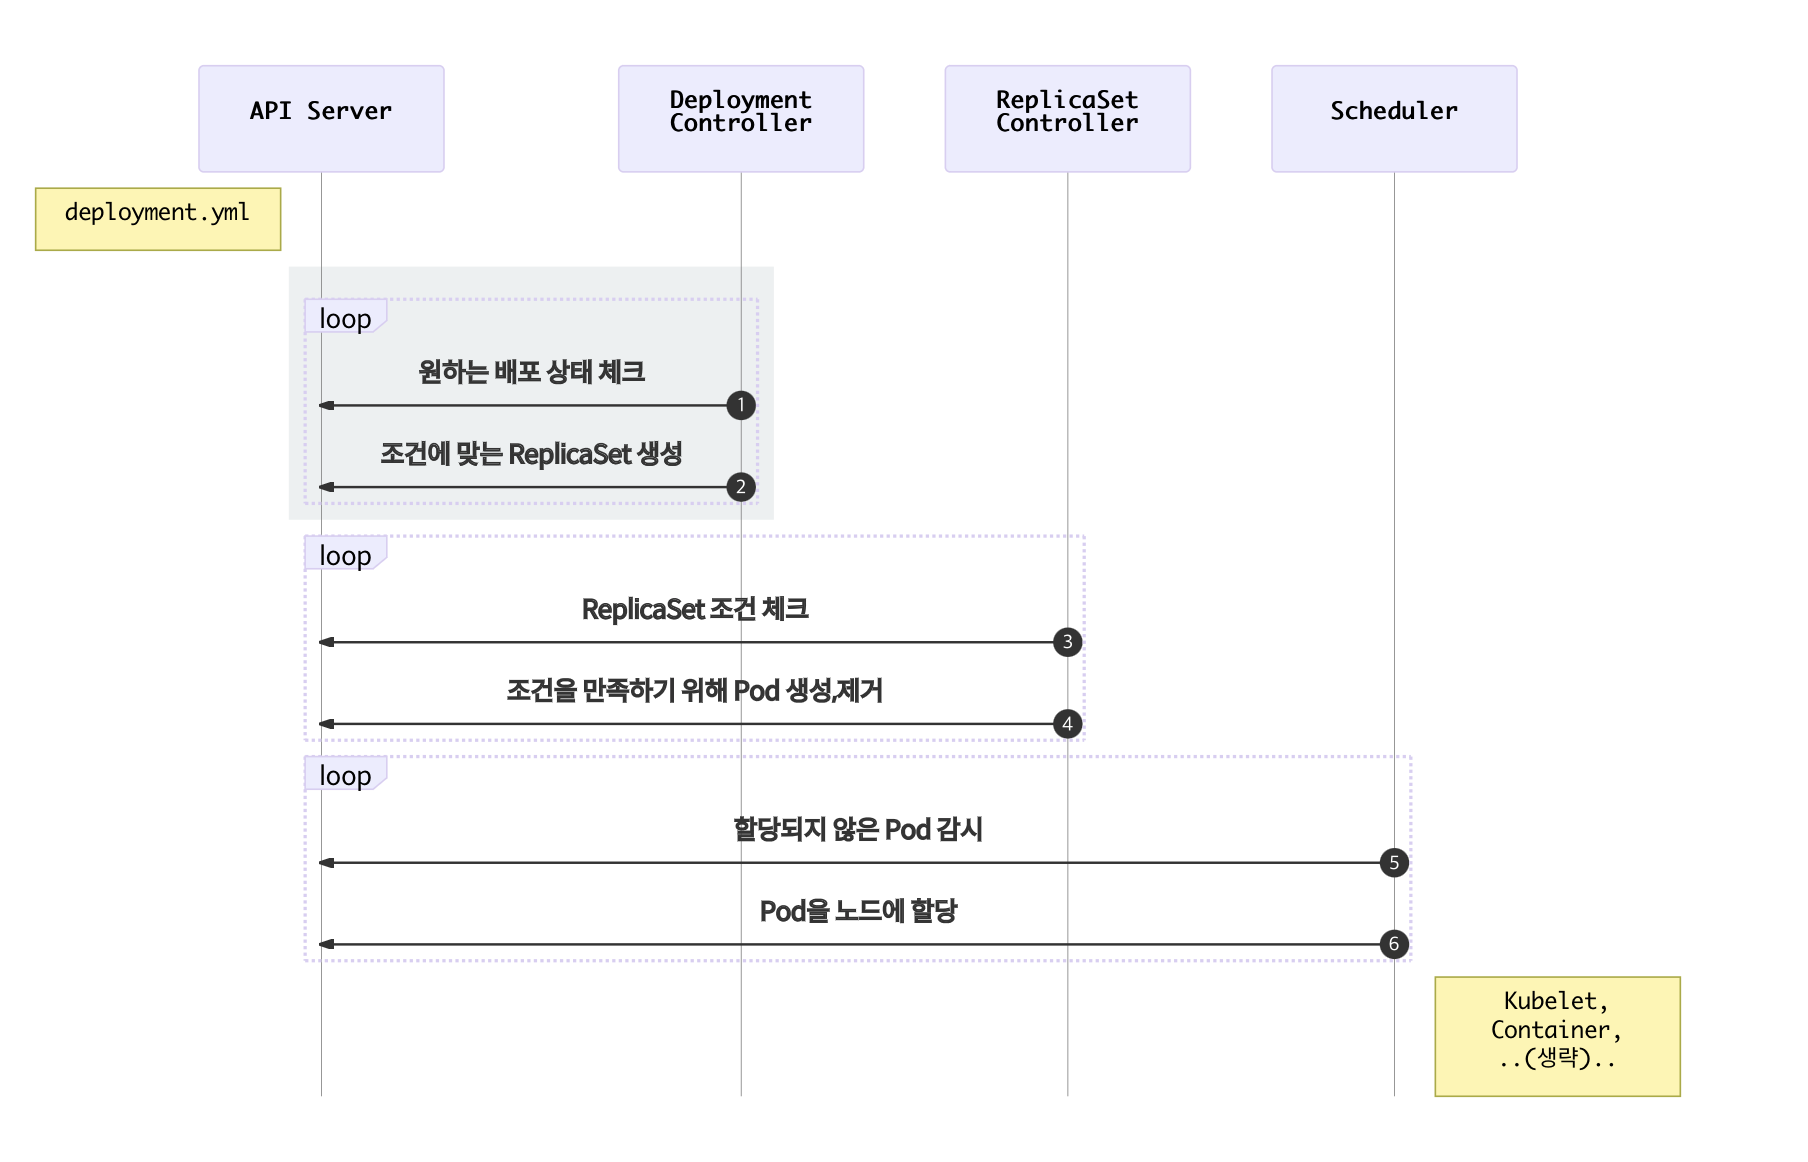 API Server
Deployment
Controller
ReplicaSet
Controller
Scheduler
deployment.yml
loop
원하는 배포 상태 체크
1
조건에 맞는 ReplicaSet 생성
2
loop
ReplicaSet 조건 체크
3
조건을 만족하기 위해 Pod 생성,제거
4
loop
할당되지 않은 Pod 감시
5
Pod을 노드에 할당
6
Kubelet,
Container,
..(생략)..